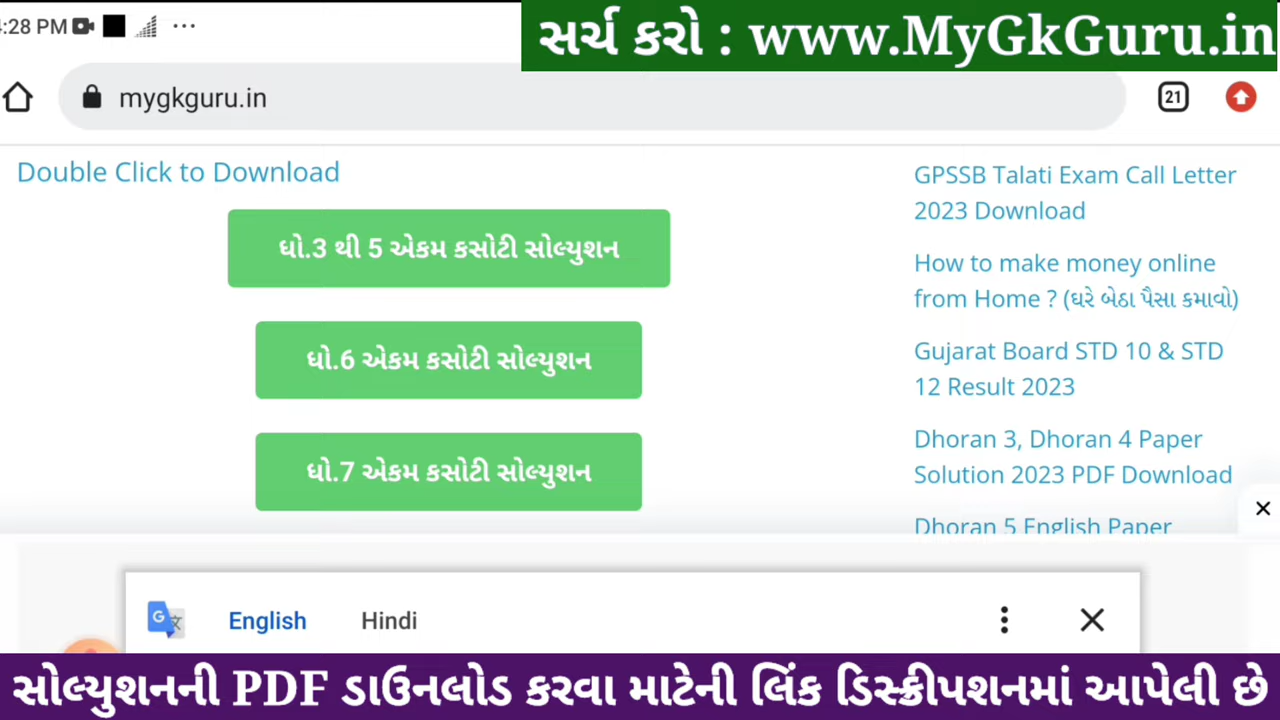 :28 PM
સર્ચ કરો : www.MyGkGuru.in
mygkguru.in
21
Double Click to Download
ધો.3 થી 5 એકમ કસોટી સોલ્યુશન
ધો.6 એકમ કસોટી સોલ્યુશન
ધો.7 એકમ કસોટી સોલ્યુશન
GPSSB Talati Exam Call Letter
2023 Download
How to make money online
from Home ? (ઘરે બેઠા પૈસા કમાવો)
Gujarat Board STD 10 & STD
12 Result 2023
Dhoran 3, Dhoran 4 Paper
Solution 2023 PDF Download
Dhoran 5 English Paper
English
Hindi
સોલ્યુશનની PDF ડાઉનલોડ કરવા માટેની લિંક ડિસ્ક્રીપશનમાં આપેલી છે